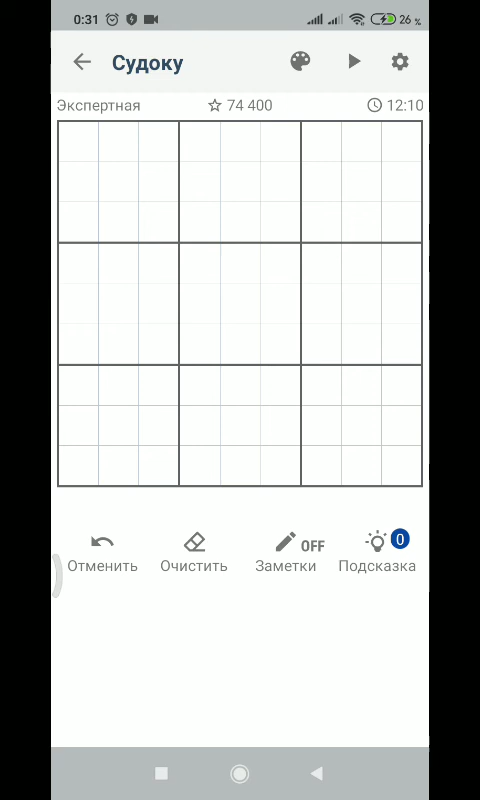 0:31 26 %
Судоку
Экспертная 74 400 12:10
OFF 0
Отменить Очистить Заметки Подсказка